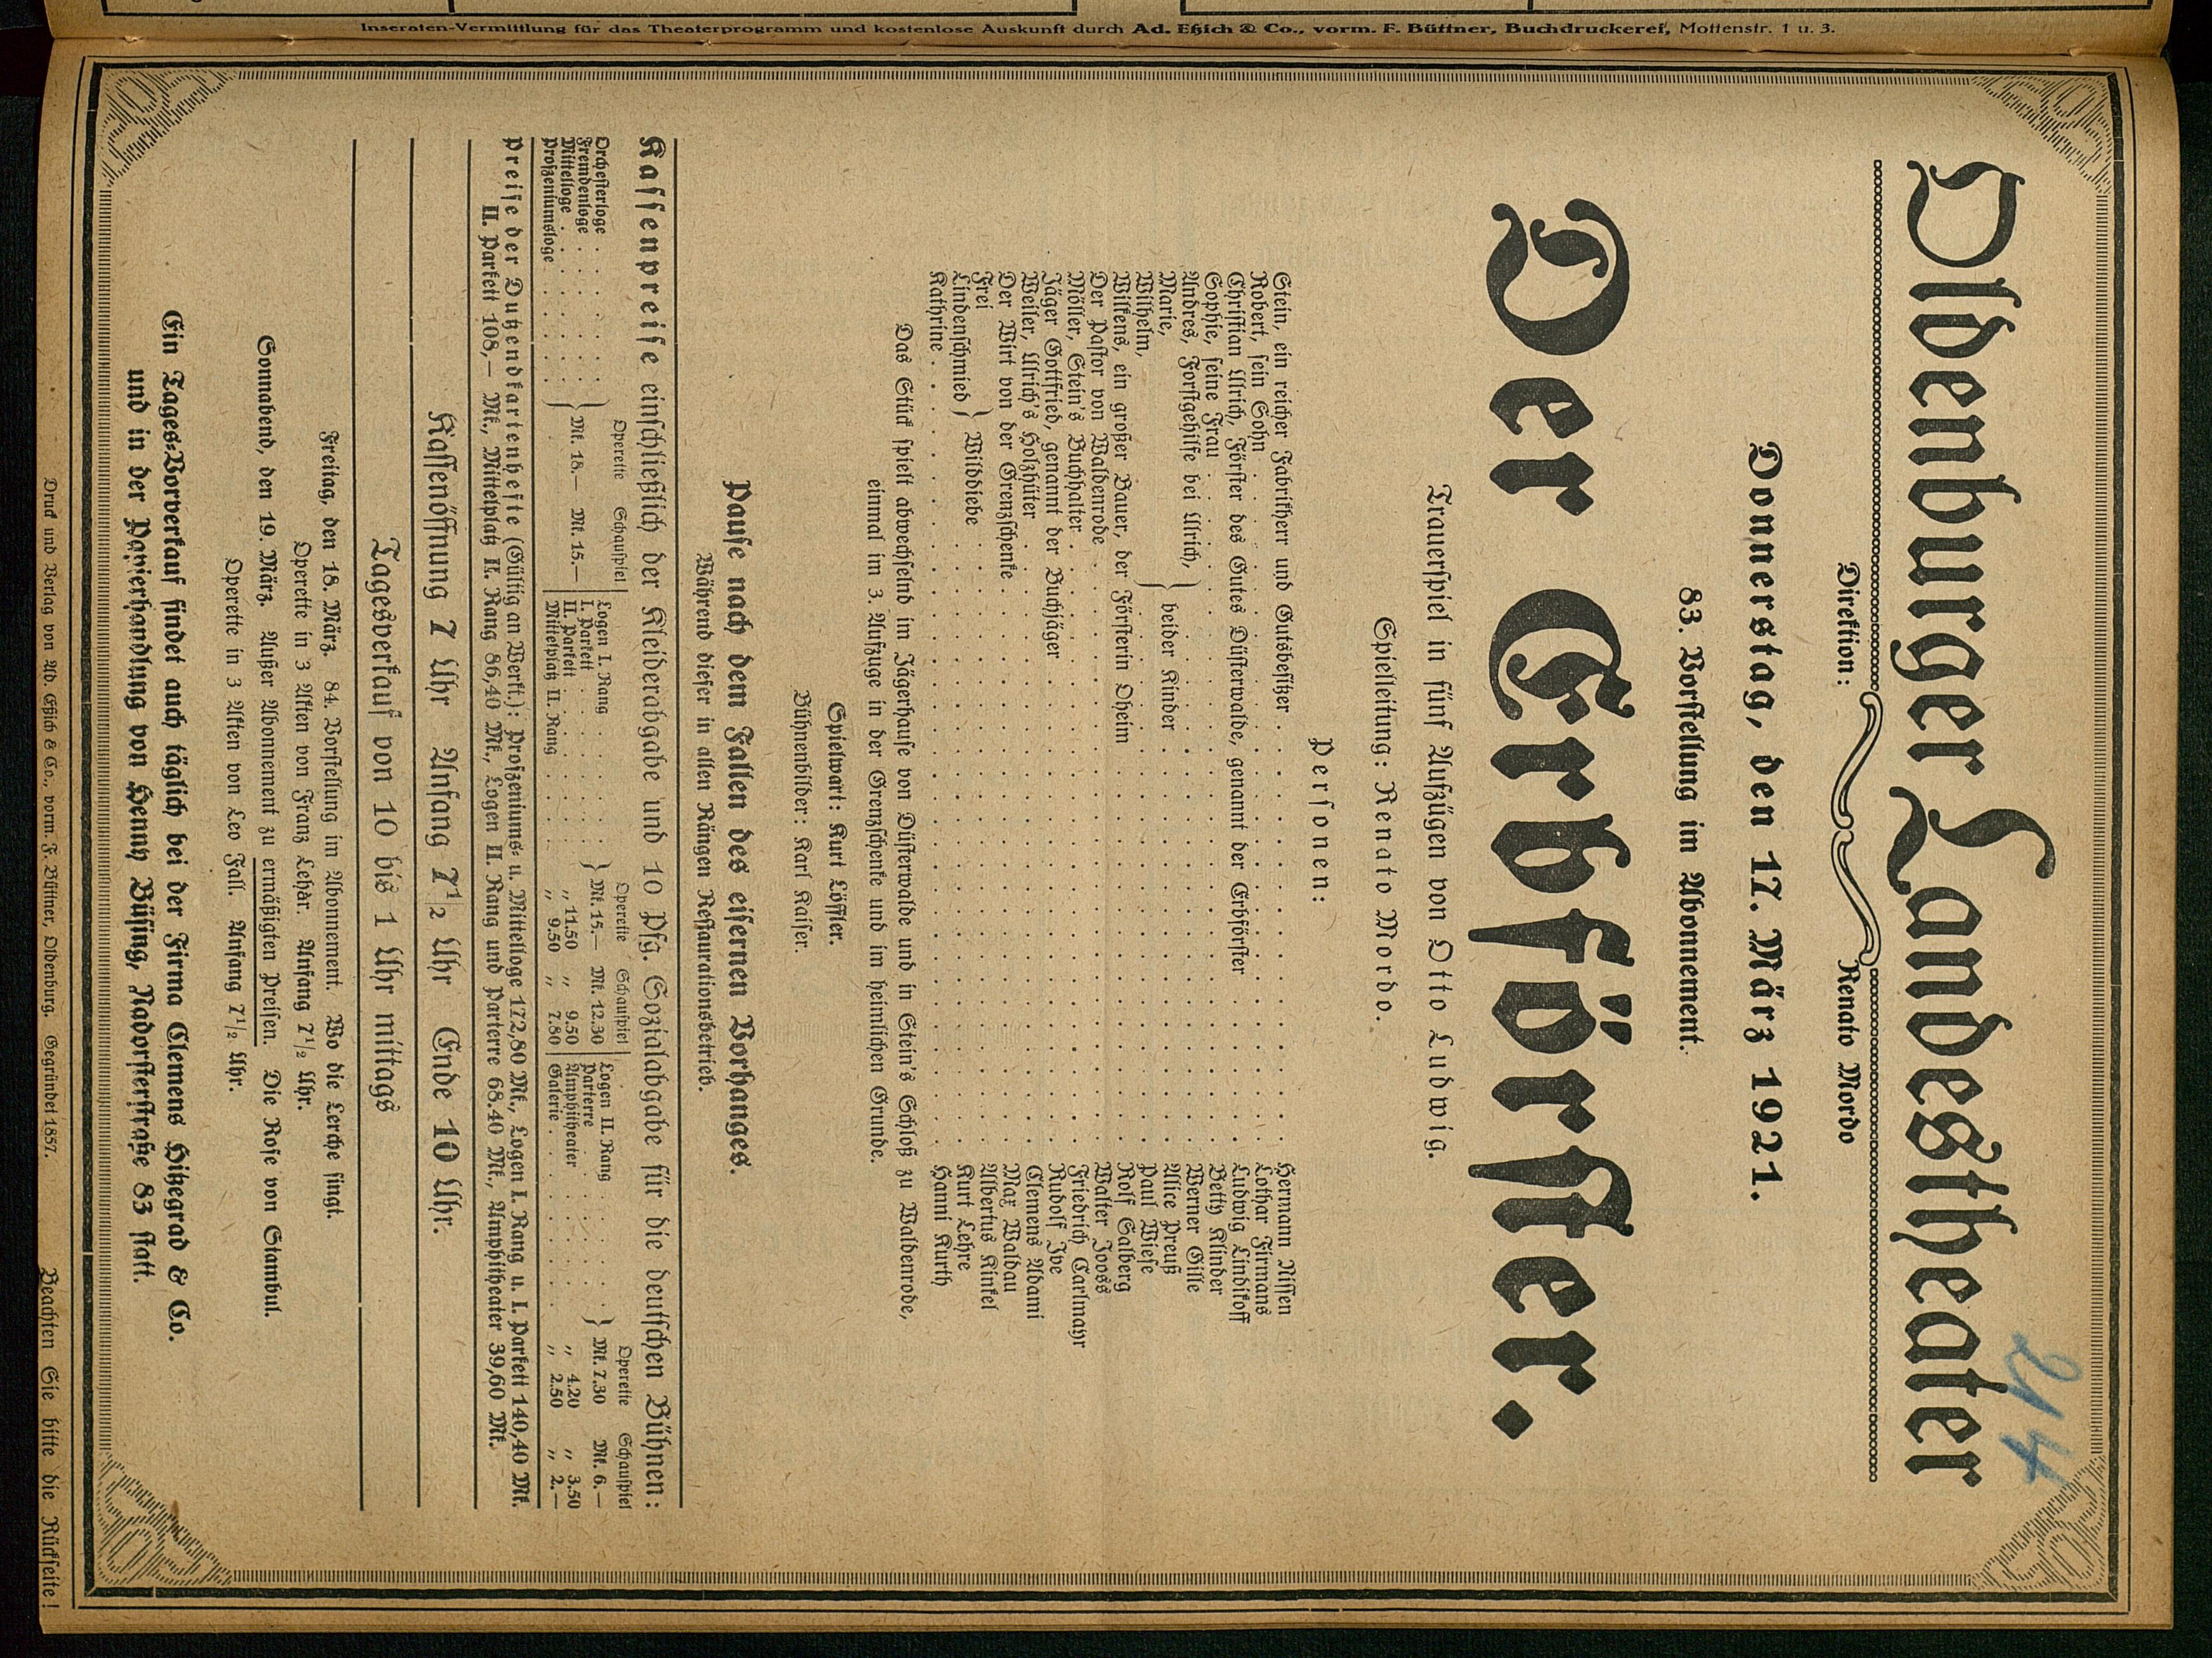 Inseraten-Vermittlung für das Theaterprogramm und kostenlose Auskunft durch Ad. Eßich & Co., vorm. F. Büttner, Buchdruckerei, Mottenstr. 1 u. 3.
Oldenburger Landestheater
Direktion: Renato Mordo
Donnerstag, den 17. März 1921.
83. Vorstellung im Abonnement.
Der Erbförster.
Trauerspiel in fünf Aufzügen von Otto Ludwig.
Spielleitung: Renato Mordo.
Personen:
Stein, ein reicher Fabrikherr und Gutsbesitzer . . . Hermann Nissen
Robert, sein Sohn . . . Lothar Firmans
Christian Ulrich, Förster des Gutes Düsterwalde, genannt der Erbförster . . . Ludwig Lindikoff
Sophie, seine Frau . . . Betty Klinder
Andres, Forstgehilfe bei Ulrich, } . . . Werner Gille
Marie, } beider Kinder . . . Alice Preuß
Wilhelm, } . . . Paul Wiese
Wilkens, ein großer Bauer, der Försterin Oheim . . . Rolf Salberg
Der Pastor von Waldenrode . . . Walter Jooss
Möller, Stein's Buchhalter . . . Friedrich Carlmayr
Jäger Gottfried, genannt der Buchjäger . . . Rudolf Ive
Weiler, Ulrich's Holzhüter . . . Clemens Adami
Der Wirt von der Grenzschenke . . . Max Waldau
Frei } Wilddiebe . . . Albertus Kinkel
Lindenschmied } . . . Kurt Lehre
Kathrine . . . Hanni Kurth
Das Stück spielt abwechselnd im Jägerhause von Düsterwalde und in Stein's Schloß zu Waldenrode,
einmal im 3. Aufzuge in der Grenzschenke und im heimlichen Grunde.
Spielwart: Kurt Löffler.
Bühnenbilder: Karl Kaiser.
Pause nach dem Fallen des eisernen Vorhanges.
Während dieser in allen Rängen Restaurationsbetrieb.
Kassenpreise einschließlich der Kleiderabgabe und 10 Pfg. Sozialabgabe für die deutschen Bühnen:
Operette Schauspiel Operette Schauspiel Operette Schauspiel
Orchesterloge . . . Logen I. Rang . . . } Mk. 15.— Mk. 12.30 Logen II. Rang . . . } Mk. 7.30 Mk. 6.—
Fremdenloge . . . } Mk. 18.— Mk. 15.— I. Parkett . . . Parterre . . .
Mittelloge . . . II. Parkett . . . „ 11.50 „ 9.50 Amphitheater . . . „ 4.20 „ 3.50
Proszeniumsloge . . . Mittelplatz II. Rang . . . „ 9.50 „ 7.80 Galerie . . . „ 2.50 „ 2.—
Preise der Dutzendkartenhefte (Gültig an Werkt.): Proszeniums= u. Mittelloge 172,80 Mk., Logen I. Rang u. I. Parkett 140,40 Mk.
II. Parkett 108,— Mk., Mittelplatz II. Rang 86,40 Mk., Logen II. Rang und Parterre 68.40 Mk., Amphitheater 39,60 Mk.
Kassenöffnung 7 Uhr Anfang 7½ Uhr Ende 10 Uhr.
Tagesverkauf von 10 bis 1 Uhr mittags
Freitag, den 18. März. 84. Vorstellung im Abonnement. Wo die Lerche singt.
Operette in 3 Akten von Franz Lehár. Anfang 7½ Uhr.
Sonnabend, den 19. März. Außer Abonnement zu ermäßigten Preisen. Die Rose von Stambul.
Operette in 3 Akten von Leo Fall. Anfang 7½ Uhr.
Ein Tages=Vorverkauf findet auch täglich bei der Firma Clemens Hitzegrad & Co.
und in der Papierhandlung von Henny Büsing, Nadorsterstraße 83 statt.
Druck und Verlag von Ad. Eßich & Co., vorm. F. Büttner, Oldenburg. Gegründet 1857. Beachten Sie bitte die Rückseite!